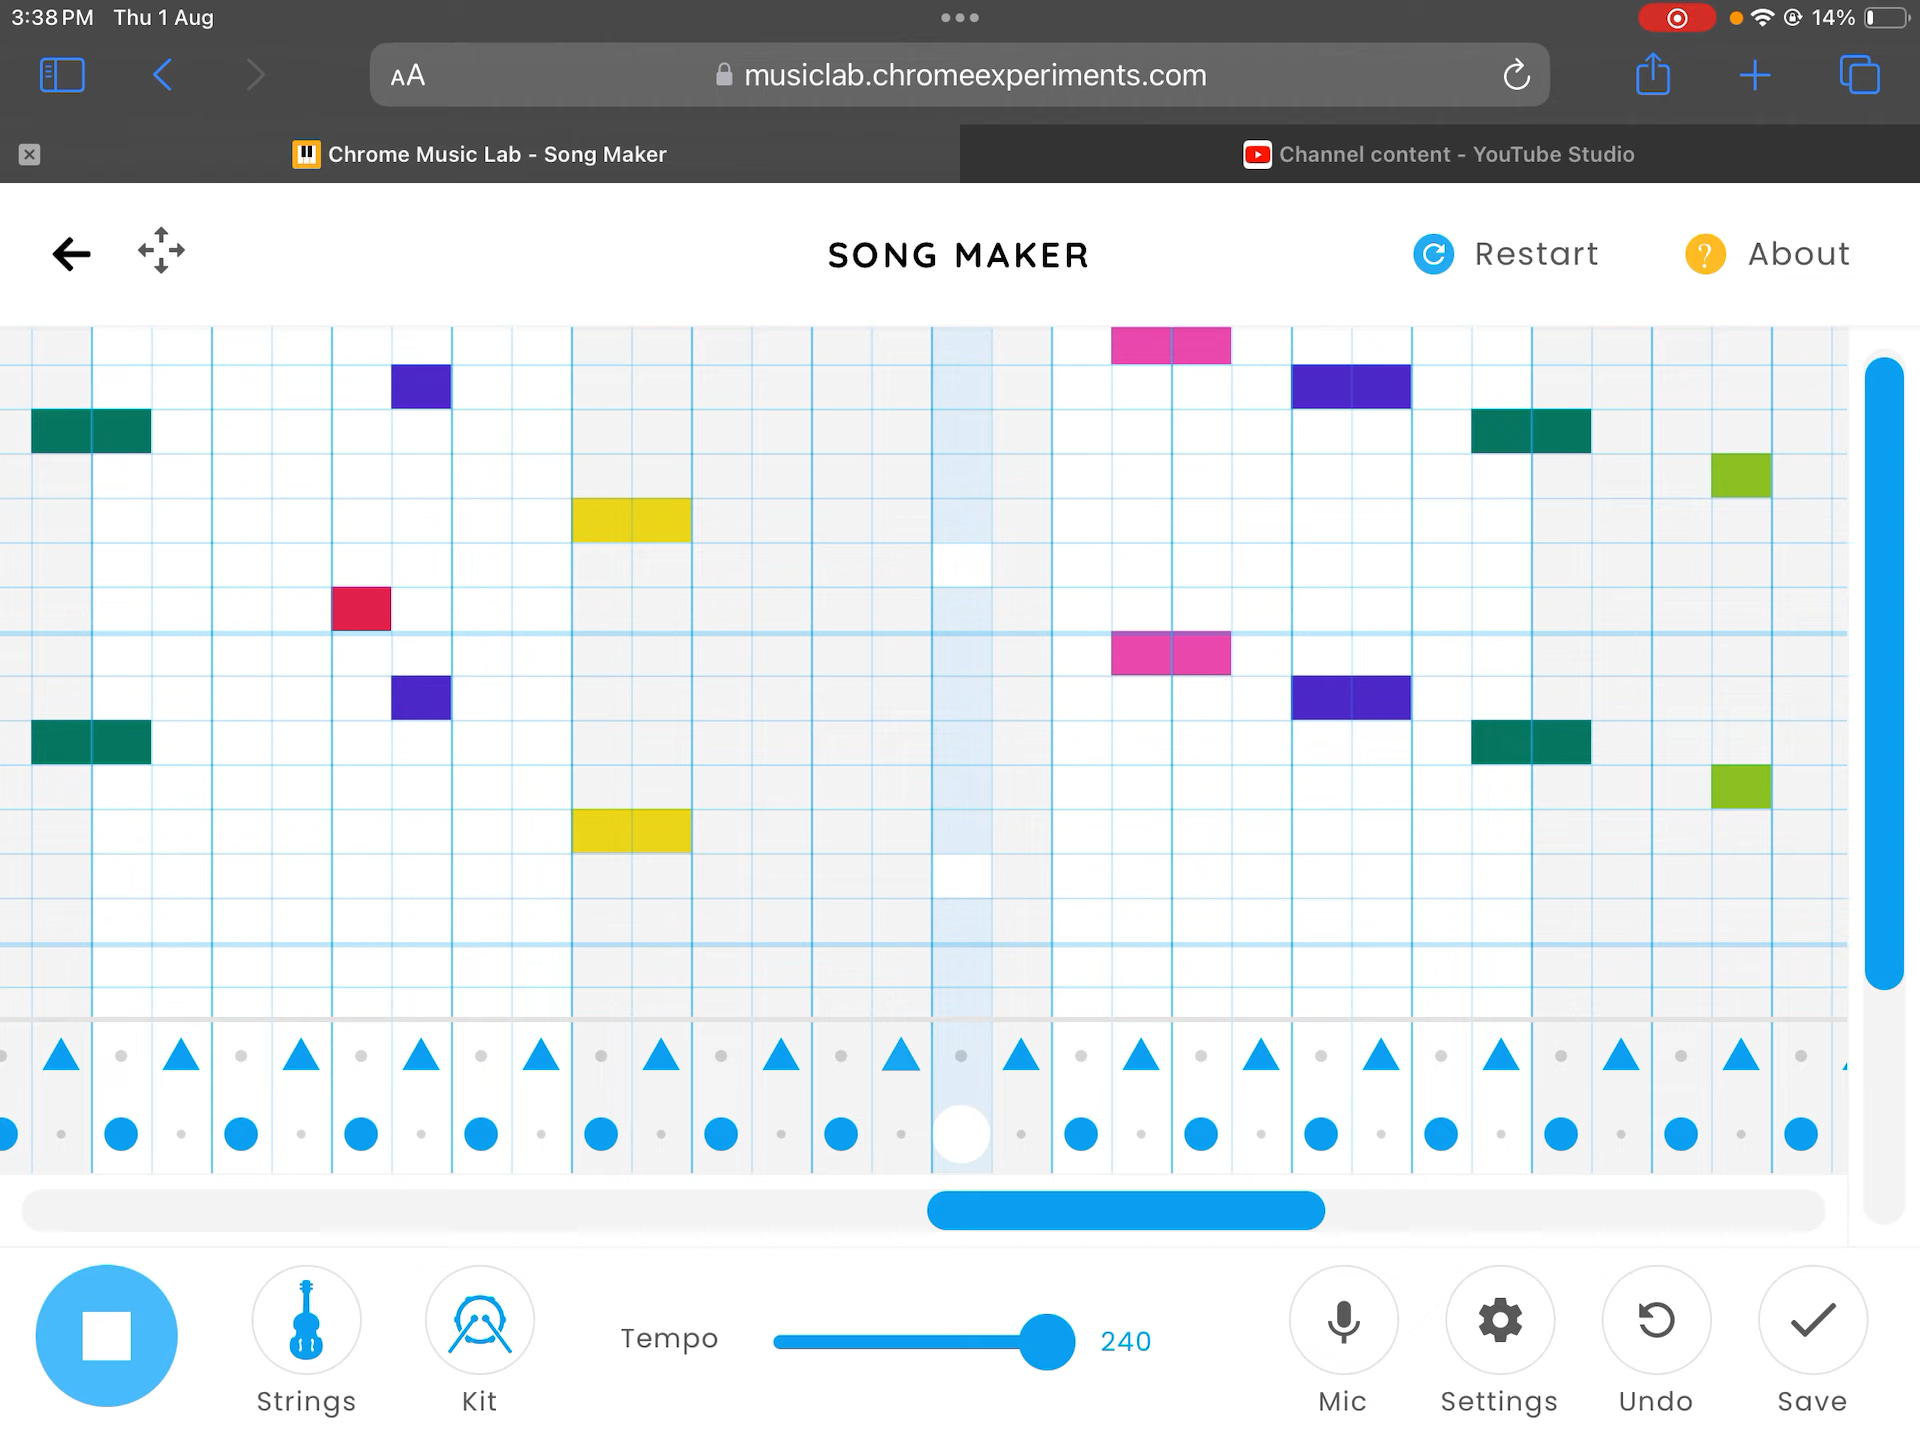 3:38 PM Thu 1 Aug
14%
AA
musiclab.chromeexperiments.com
Chrome Music Lab - Song Maker
Channel content - YouTube Studio
SONG MAKER
Restart
? About
Tempo
240
Strings
Kit
Mic
Settings
Undo
Save